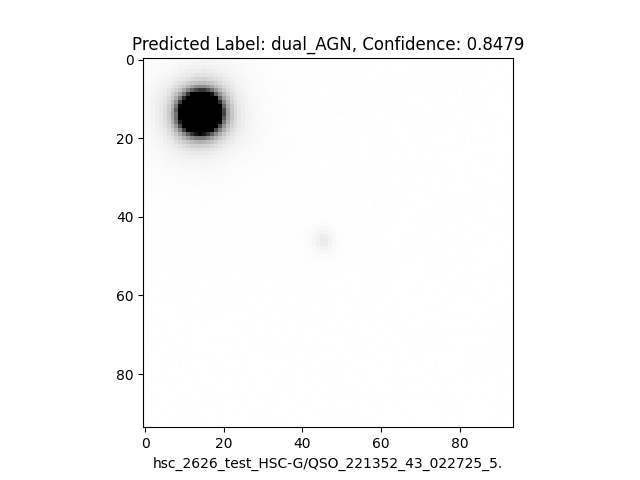 Predicted Label: dual_AGN, Confidence: 0.8479
0
20
40
60
80
0 20 40 60 80
hsc_2626_test_HSC-G/QSO_221352_43_022725_5.